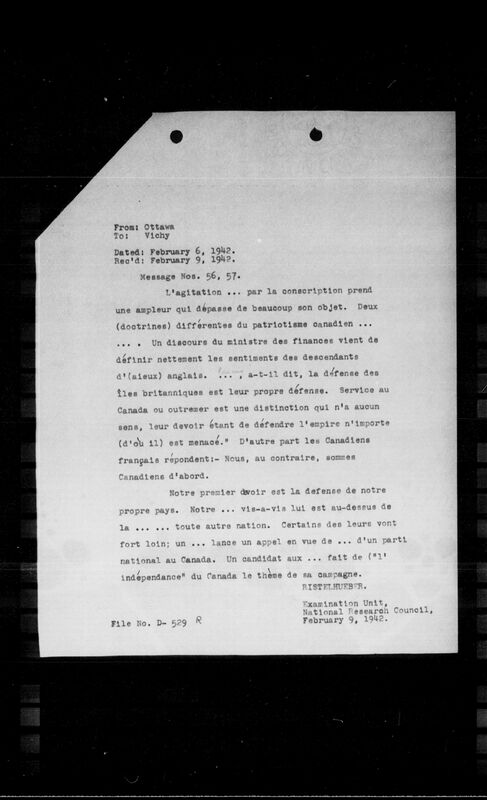 From: Ottawa
To: Vichy
Dated: February 6, 1942.
Rec'd: February 9, 1942.
Message Nos. 56, 57.
L'agitation ... par la conscription prend
une ampleur qui dépasse de beaucoup son objet. Deux
(doctrines) différentes du patriotisme canadien ...
... . Un discours du ministre des finances vient de
définir nettement les sentiments des descendants
d'(aieux) anglais. ... , a-t-il dit, la défense des
îles britanniques est leur propre défense. Service au
Canada ou outremer est une distinction qui n'a aucun
sens, leur devoir étant de défendre l'empire n'importe
(d'où il) est menacé." D'autre part les Canadiens
français répondent:- Nous, au contraire, sommes
Canadiens d'abord.
Notre premier devoir est la defense de notre
propre pays. Notre ... vis-a-vis lui est au-dessus de
la ... ... toute autre nation. Certains des leurs vont
fort loin; un ... lance un appel en vue de ... d'un parti
national au Canada. Un candidat aux ... fait de ("l'
indépendance" du Canada le thème de sa campagne.
RISTELHUEBER.
Examination Unit,
National Research Council,
February 9, 1942.
File No. D- 529 R